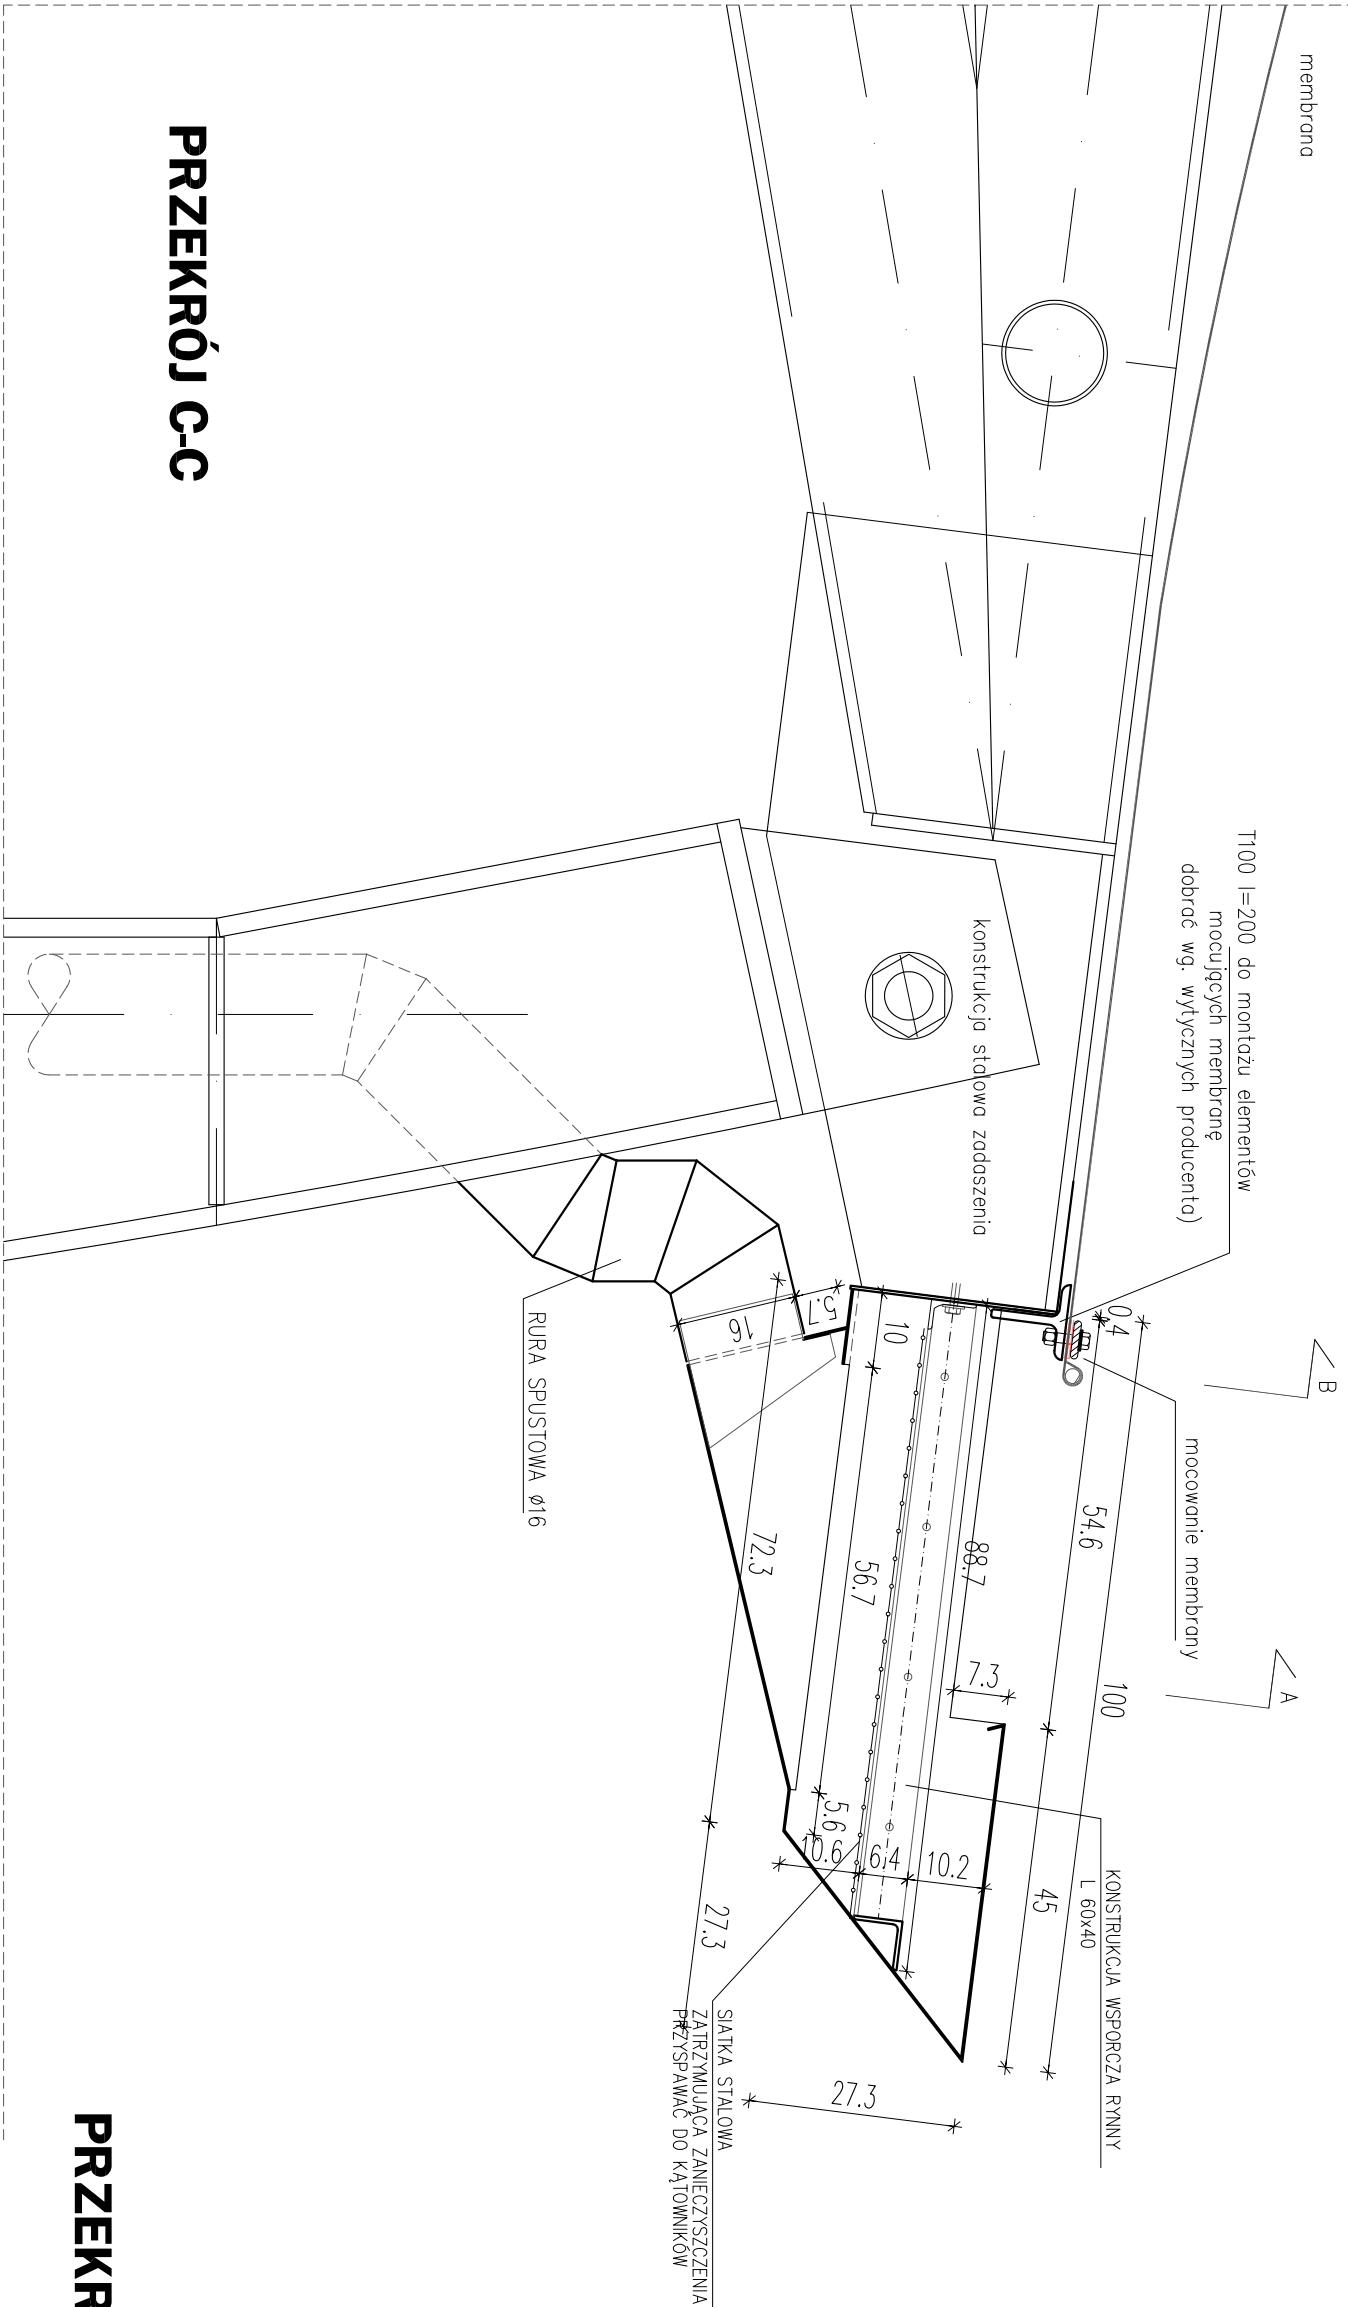 membrana
T100 l=200 do montażu elementów
mocujących membranę
dobrać wg. wytycznych producenta)
B
mocowanie membrany
A
konstrukcja stalowa zadaszenia
0.4
54.6
100
45
88.7
7.3
10
56.7
5.6
10.6
6.4
10.2
5.7
16
72.3
27.3
27.3
RURA SPUSTOWA ø16
KONSTRUKCJA WSPORCZA RYNNY
L 60x40
SIATKA STALOWA
ZATRZYMUJĄCA ZANIECZYSZCZENIA
PRZYSPAWAĆ DO KĄTOWNIKÓW
PRZEKRÓJ C-C
PRZEKR